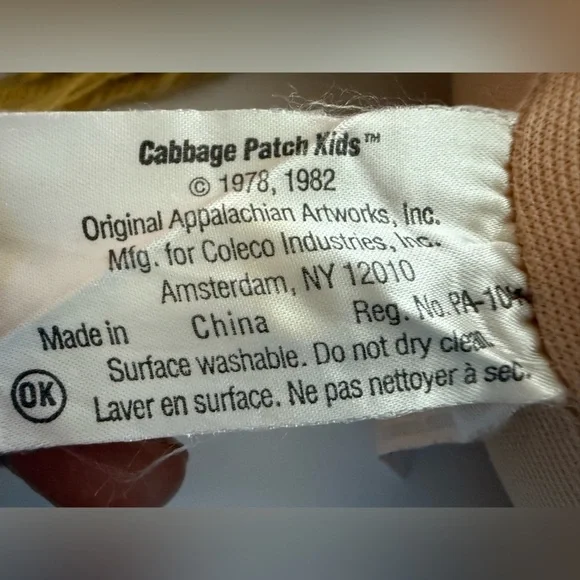 Cabbage Patch Kids™
© 1978, 1982
Original Appalachian Artworks, Inc.
Mfg. for Coleco Industries, Inc.
Amsterdam, NY 12010
Made in China Reg. No. PA-104
Surface washable. Do not dry clean.
OK Laver en surface. Ne pas nettoyer à sec.